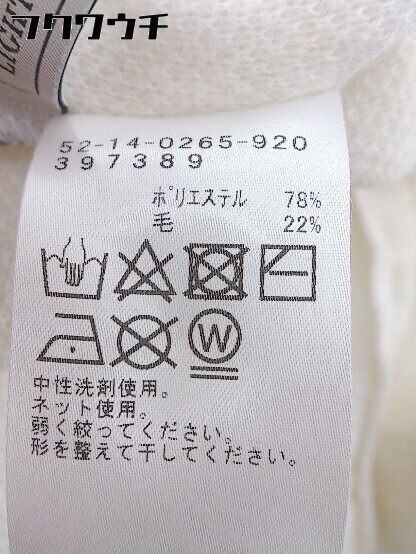 フクワウチ
LIGHT
52-14-0265-920
397389
ポリエステル 78%
毛 22%
W
中性洗剤使用。
ネット使用。
弱く絞ってください。
形を整えて干してください。